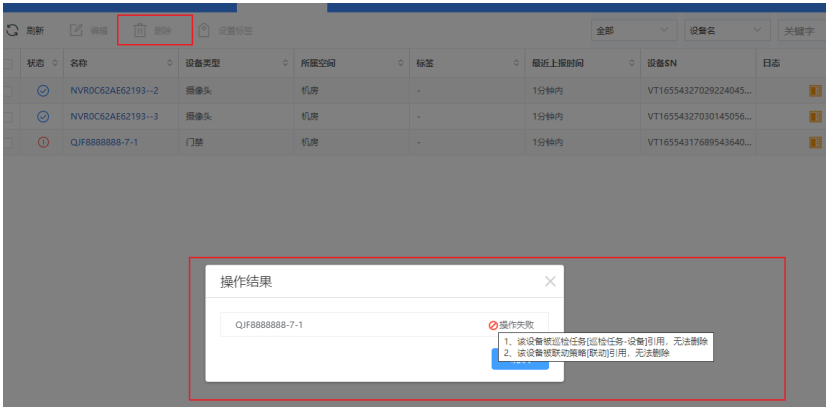 刷新 编辑 删除 设置标签 全部 设备名 关键字
状态 名称 设备类型 所属空间 标签 最近上报时间 设备SN 日志
NVR0C62AE62193--2 摄像头 机房 - 1分钟内 VT16554327029224045...
NVR0C62AE62193--3 摄像头 机房 - 1分钟内 VT16554327030145056...
QJF8888888-7-1 门禁 机房 - 1分钟内 VT16554317689543640...
操作结果
QJF8888888-7-1 操作失败
1、该设备被巡检任务[巡检任务-设备]引用，无法删除
2、该设备被联动策略[联动]引用，无法删除